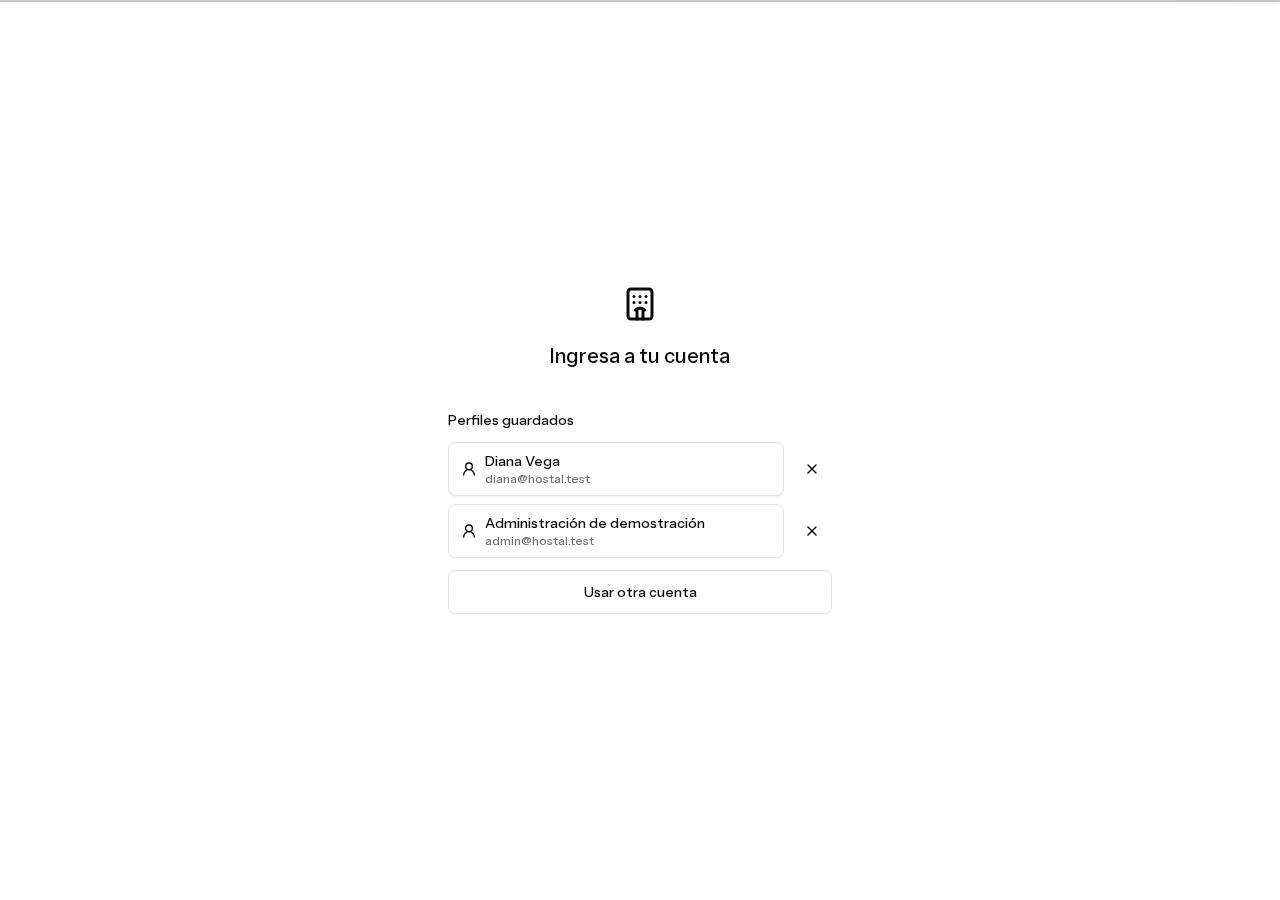 Ingresa a tu cuenta
Perfiles guardados
Diana Vega
diana@hostal.test
Administración de demostración
admin@hostal.test
Usar otra cuenta